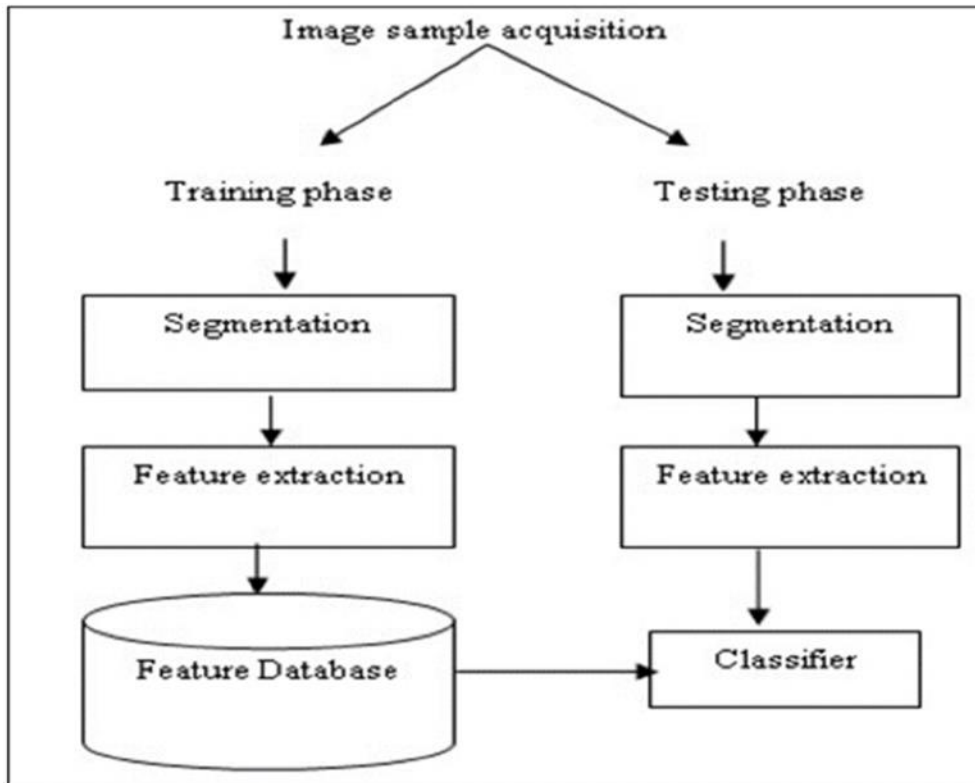 Image sample acquisition
Training phase
Testing phase
Segmentation
Segmentation
Feature extraction
Feature extraction
Feature Database
Classifier